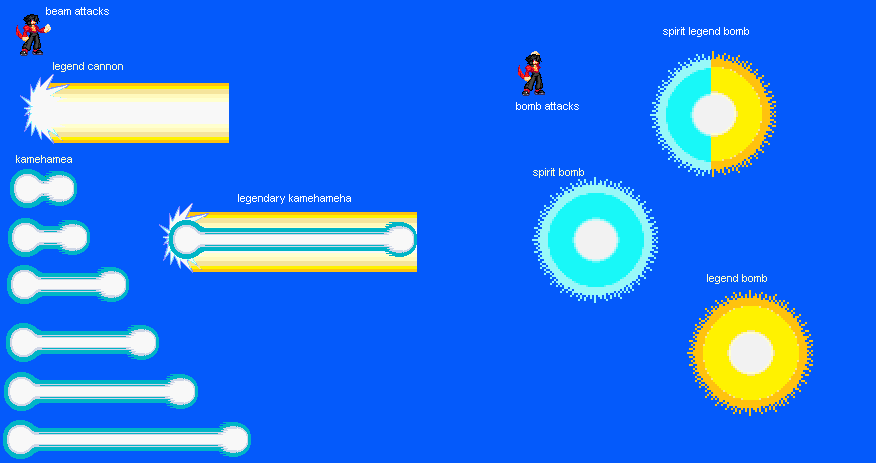 beam attacks
legend cannon
kamehamea
legendary kamehameha
spirit legend bomb
bomb attacks
spirit bomb
legend bomb